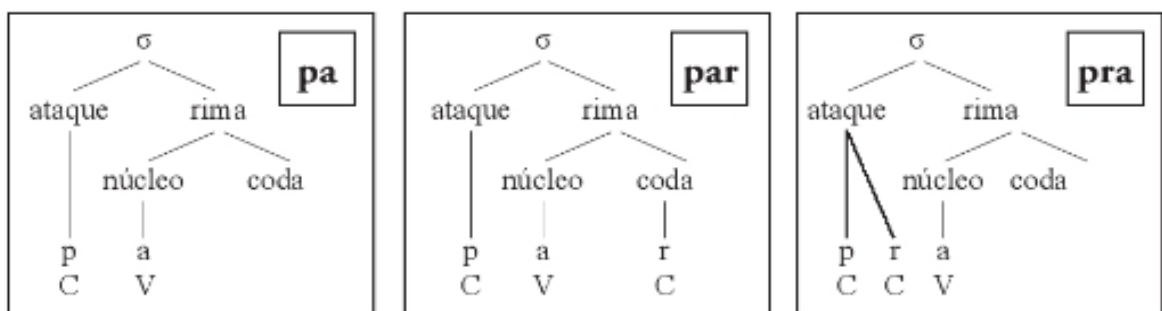 σ
pa
ataque rima
núcleo coda
p a
C V
σ
par
ataque rima
núcleo coda
p a r
C V C
σ
pra
ataque rima
núcleo coda
p r a
C C V